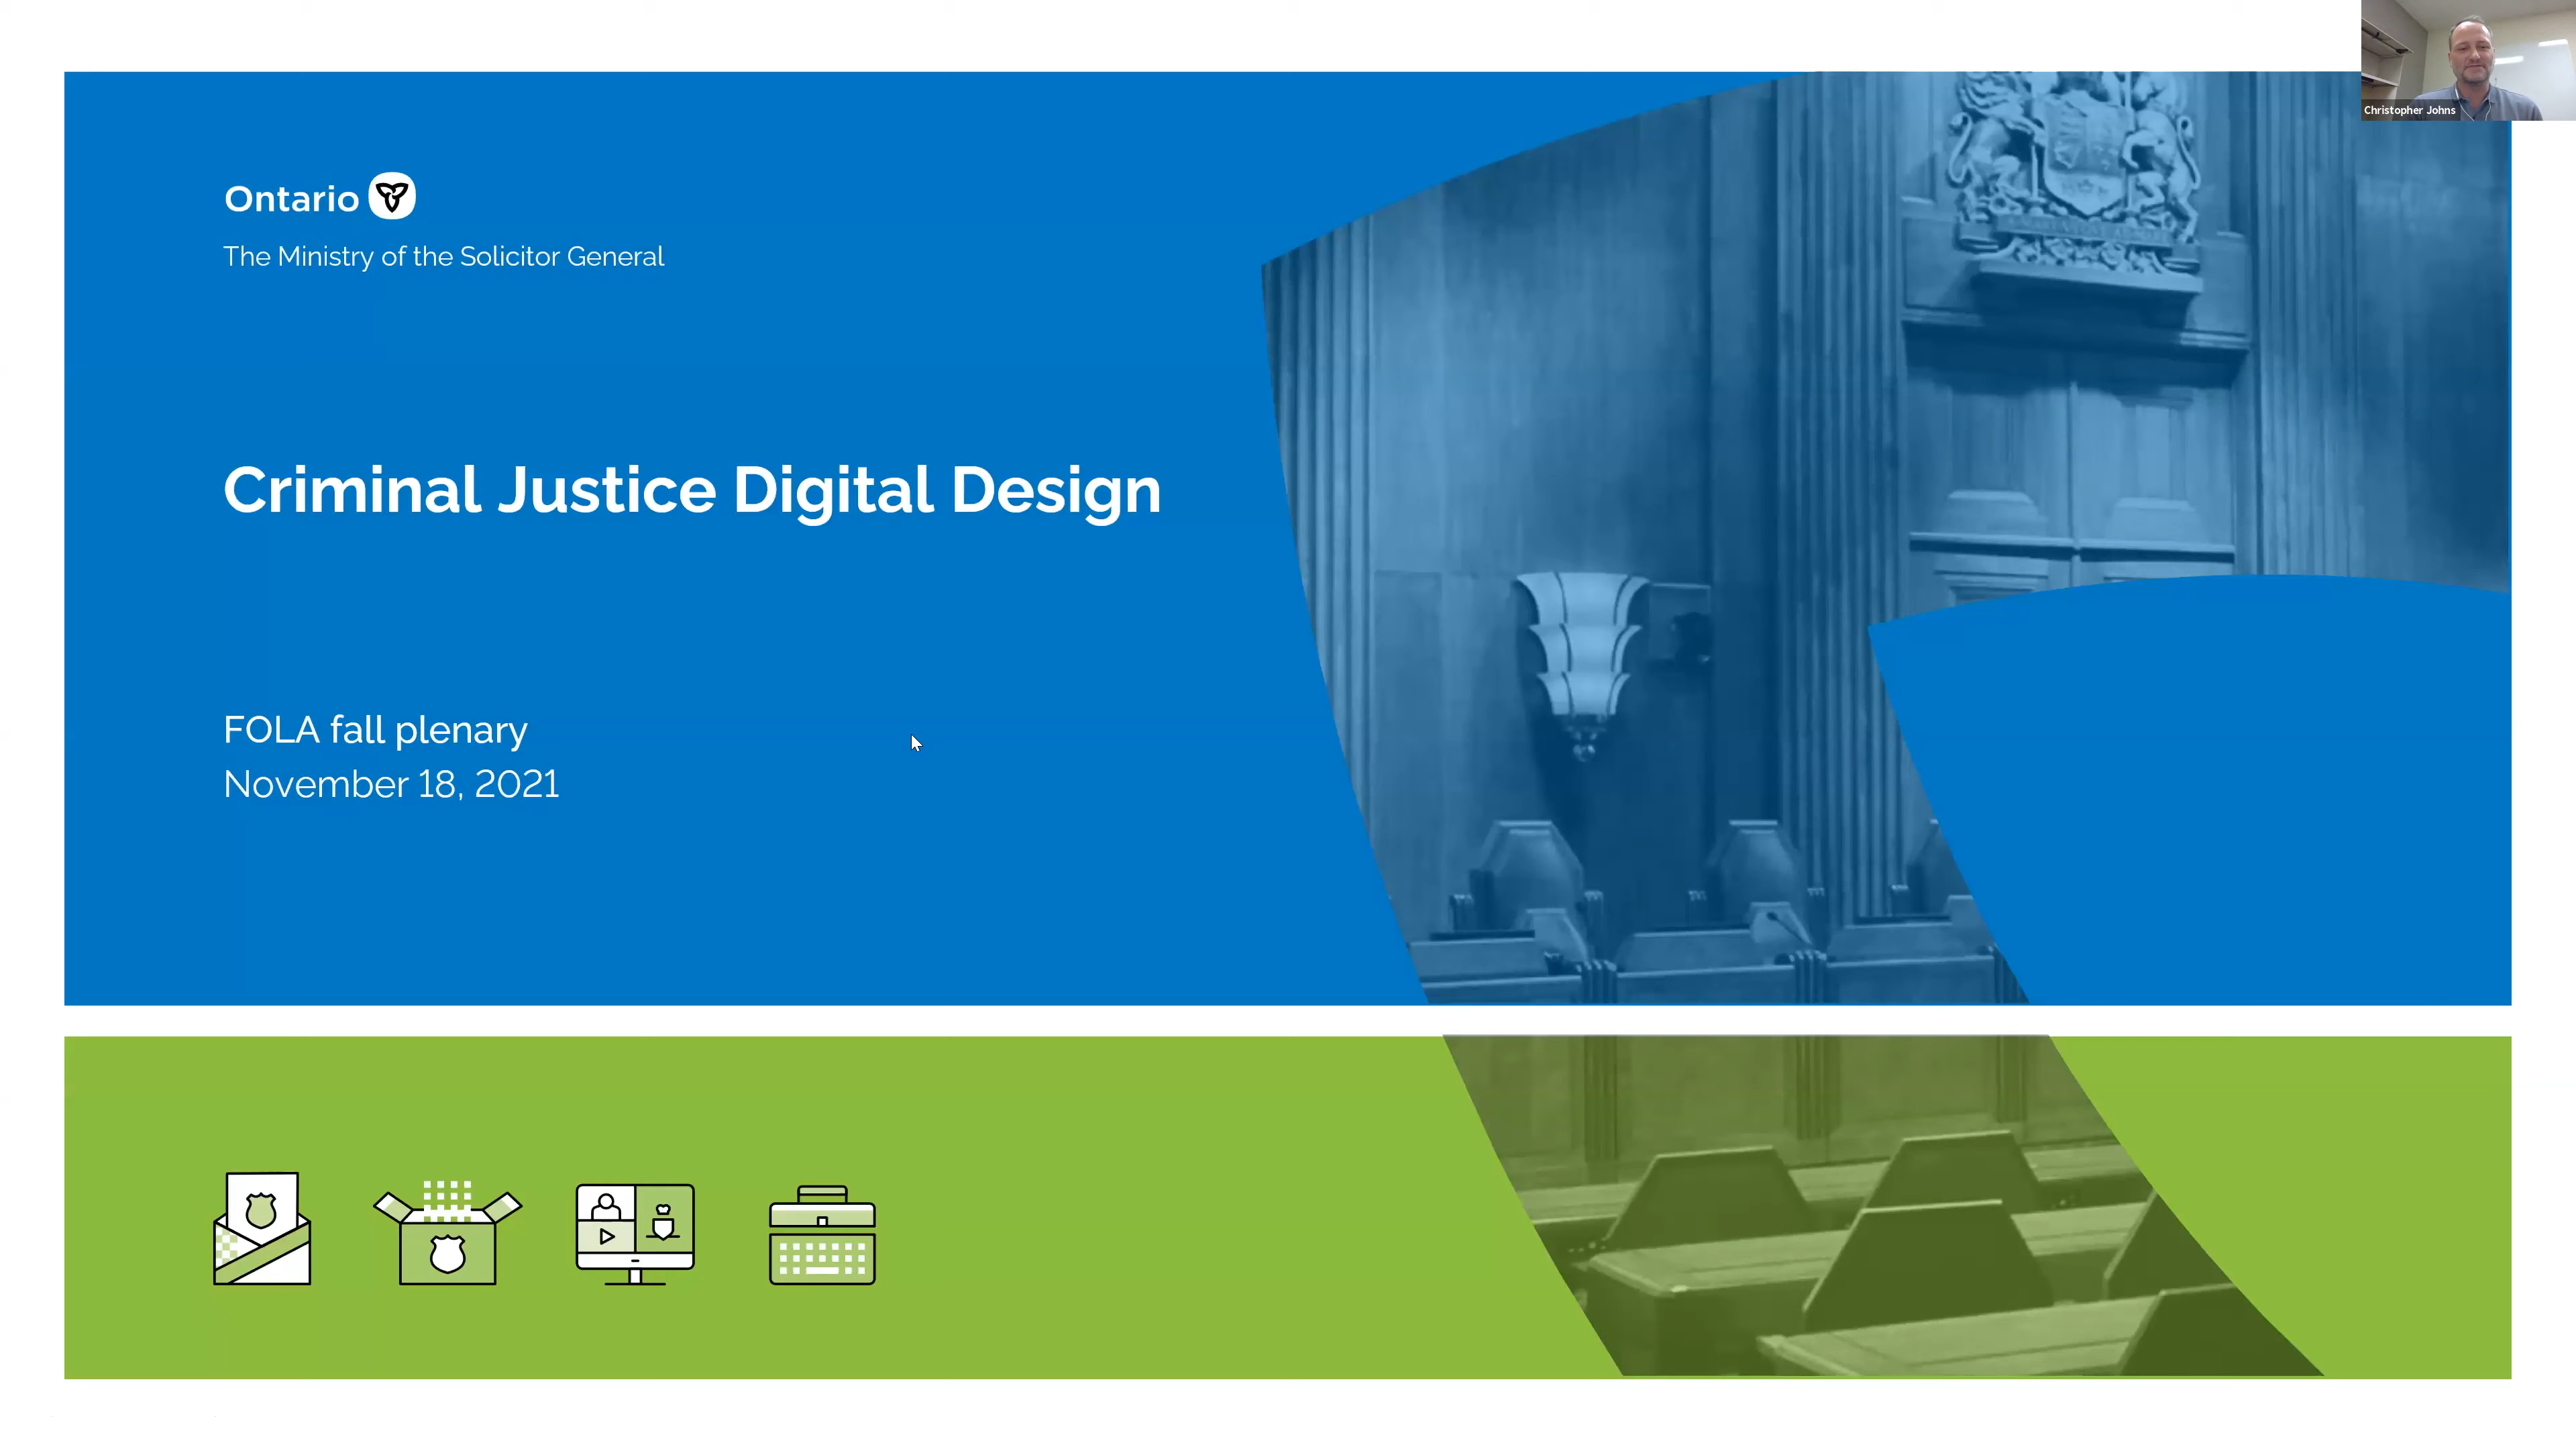 Christopher Johns
Ontario
The Ministry of the Solicitor General
Criminal Justice Digital Design
FOLA fall plenary
November 18, 2021